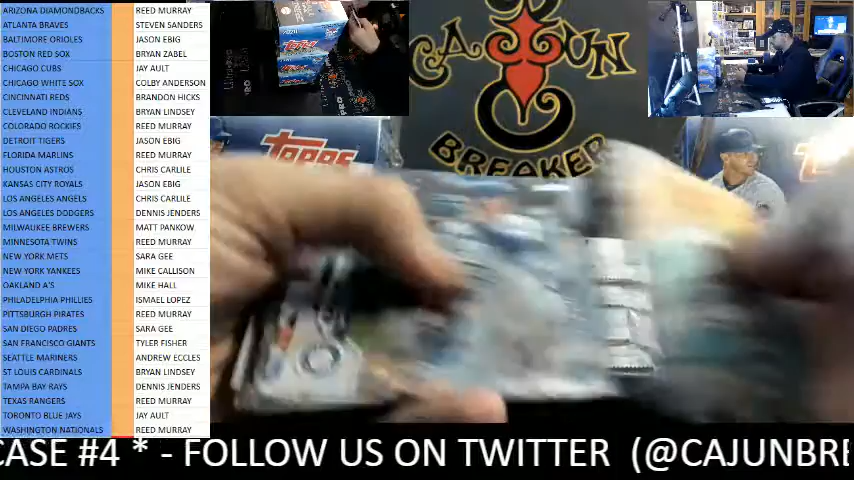 ARIZONA DIAMONDBACKS REED MURRAY
ATLANTA BRAVES STEVEN SANDERS
BALTIMORE ORIOLES JASON EBIG
BOSTON RED SOX BRYAN ZABEL
CHICAGO CUBS JAY AULT
CHICAGO WHITE SOX COLBY ANDERSON
CINCINNATI REDS BRANDON HICKS
CLEVELAND INDIANS BRYAN LINDSEY
COLORADO ROCKIES REED MURRAY
DETROIT TIGERS JASON EBIG
FLORIDA MARLINS REED MURRAY
HOUSTON ASTROS CHRIS CARLILE
KANSAS CITY ROYALS JASON EBIG
LOS ANGELES ANGELS CHRIS CARLILE
LOS ANGELES DODGERS DENNIS JENDERS
MILWAUKEE BREWERS MATT PANKOW
MINNESOTA TWINS REED MURRAY
NEW YORK METS SARA GEE
NEW YORK YANKEES MIKE CALLISON
OAKLAND A'S MIKE HALL
PHILADELPHIA PHILLIES ISMAEL LOPEZ
PITTSBURGH PIRATES REED MURRAY
SAN DIEGO PADRES SARA GEE
SAN FRANCISCO GIANTS TYLER FISHER
SEATTLE MARINERS ANDREW ECCLES
ST LOUIS CARDINALS BRYAN LINDSEY
TAMPA BAY RAYS DENNIS JENDERS
TEXAS RANGERS REED MURRAY
TORONTO BLUE JAYS JAY AULT
WASHINGTON NATIONALS REED MURRAY
Topps
CAJUN
BREAKER
TOPPS
CASE #4 * - FOLLOW US ON TWITTER (@CAJUNBRE